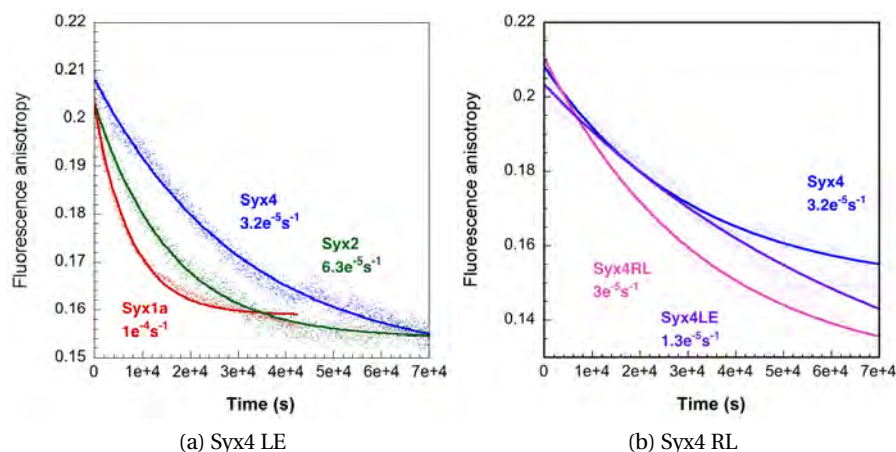 0.22
0.21
0.2
0.19
0.18
0.17
0.16
0.15
Fluorescence anisotropy
Syx4
3.2e⁻⁵s⁻¹
Syx2
6.3e⁻⁵s⁻¹
Syx1a
1e⁻⁴s⁻¹
0 1e+4 2e+4 3e+4 4e+4 5e+4 6e+4 7e+4
Time (s)
(a) Syx4 LE
0.22
0.2
0.18
0.16
0.14
Fluorescence anisotropy
Syx4
3.2e⁻⁵s⁻¹
Syx4RL
3e⁻⁵s⁻¹
Syx4LE
1.3e⁻⁵s⁻¹
0 1e+4 2e+4 3e+4 4e+4 5e+4 6e+4 7e+4
Time (s)
(b) Syx4 RL